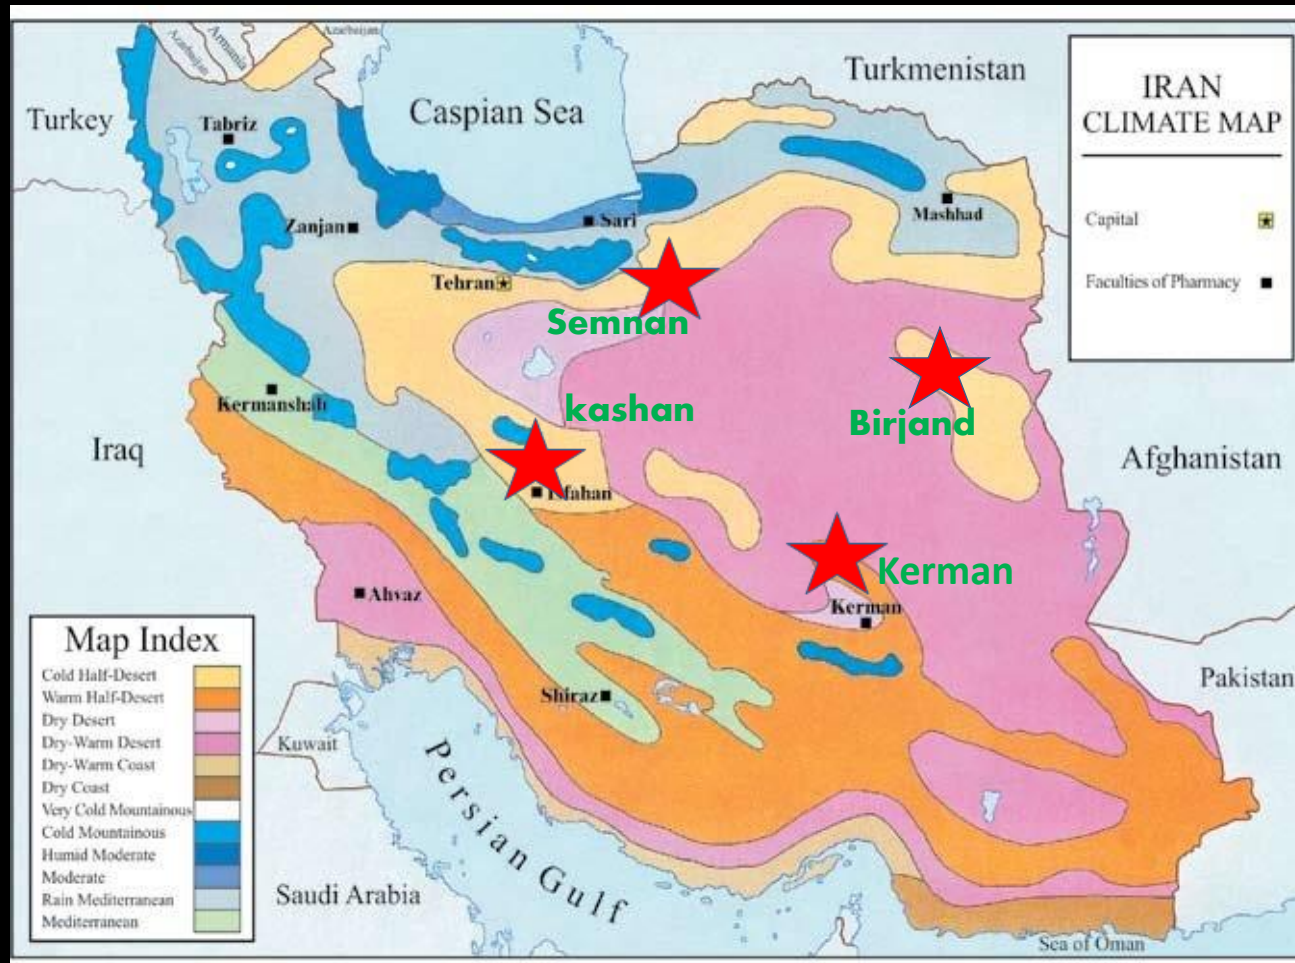 Azarbaijan
Armania
Azarbaijan
Turkey
Tabriz
Caspian Sea
Turkmenistan
IRAN
CLIMATE MAP
Capital
Faculties of Pharmacy
Zanjan
Sari
Mashhad
Tehran
Semnan
kashan
Birjand
Kermanshah
Iraq
Afghanistan
Kerman
Ahvaz
Kerman
Shiraz
Pakistan
Kuwait
Persian Gulf
Saudi Arabia
Sea of Oman
Map Index
Cold Half-Desert
Warm Half-Desert
Dry Desert
Dry-Warm Desert
Dry-Warm Coast
Dry Coast
Very Cold Mountainous
Cold Mountainous
Humid Moderate
Moderate
Rain Mediterranean
Mediterranean